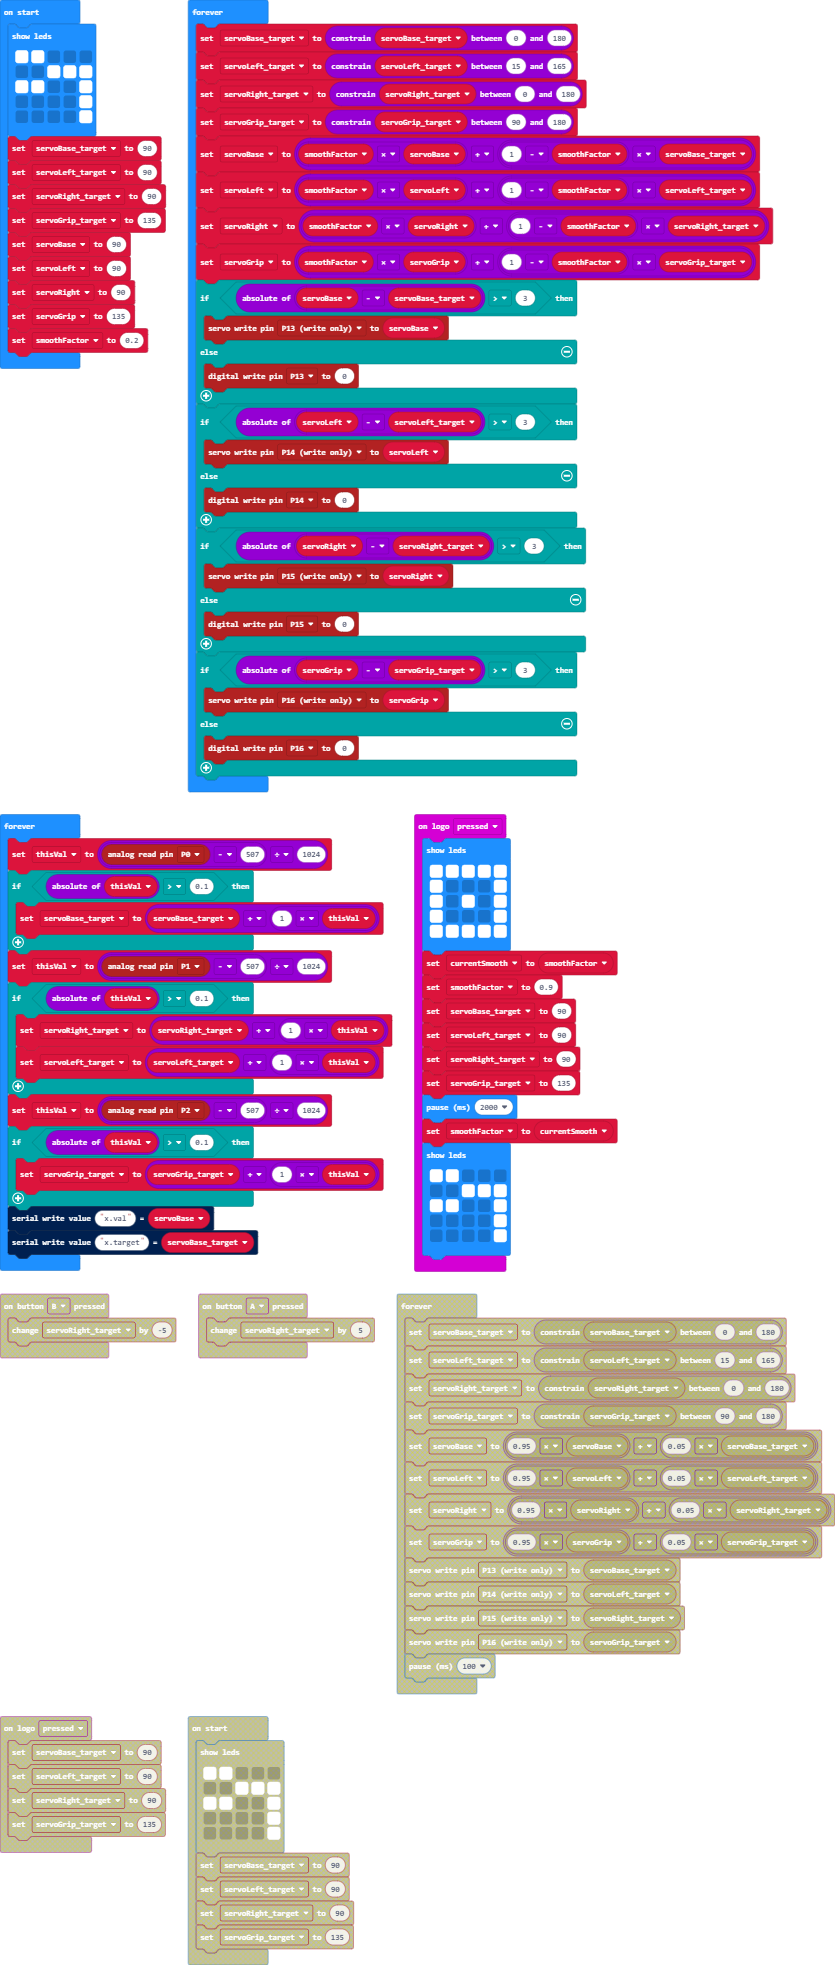 on start
show leds
set servoBase_target to 90
set servoLeft_target to 90
set servoRight_target to 90
set servoGrip_target to 135
set servoBase to 90
set servoLeft to 90
set servoRight to 90
set servoGrip to 135
set smoothFactor to 0.2
forever
set servoBase_target to constrain servoBase_target between 0 and 180
set servoLeft_target to constrain servoLeft_target between 15 and 165
set servoRight_target to constrain servoRight_target between 0 and 180
set servoGrip_target to constrain servoGrip_target between 90 and 180
set servoBase to smoothFactor × servoBase + 1 - smoothFactor × servoBase_target
set servoLeft to smoothFactor × servoLeft + 1 - smoothFactor × servoLeft_target
set servoRight to smoothFactor × servoRight + 1 - smoothFactor × servoRight_target
set servoGrip to smoothFactor × servoGrip + 1 - smoothFactor × servoGrip_target
if absolute of servoBase - servoBase_target > 3 then
servo write pin P13 (write only) to servoBase
else
digital write pin P13 to 0
if absolute of servoLeft - servoLeft_target > 3 then
servo write pin P14 (write only) to servoLeft
else
digital write pin P14 to 0
if absolute of servoRight - servoRight_target > 3 then
servo write pin P15 (write only) to servoRight
else
digital write pin P15 to 0
if absolute of servoGrip - servoGrip_target > 3 then
servo write pin P16 (write only) to servoGrip
else
digital write pin P16 to 0
forever
set thisVal to analog read pin P0 - 507 ÷ 1024
if absolute of thisVal > 0.1 then
set servoBase_target to servoBase_target + 1 × thisVal
set thisVal to analog read pin P1 - 507 ÷ 1024
if absolute of thisVal > 0.1 then
set servoRight_target to servoRight_target + 1 × thisVal
set servoLeft_target to servoLeft_target + 1 × thisVal
set thisVal to analog read pin P2 - 507 ÷ 1024
if absolute of thisVal > 0.1 then
set servoGrip_target to servoGrip_target + 1 × thisVal
serial write value "x.val" = servoBase
serial write value "x.target" = servoBase_target
on logo pressed
show leds
set currentSmooth to smoothFactor
set smoothFactor to 0.9
set servoBase_target to 90
set servoLeft_target to 90
set servoRight_target to 90
set servoGrip_target to 135
pause (ms) 2000
set smoothFactor to currentSmooth
show leds
on button B pressed
change servoRight_target by -5
on button A pressed
change servoRight_target by 5
forever
set servoBase_target to constrain servoBase_target between 0 and 180
set servoLeft_target to constrain servoLeft_target between 15 and 165
set servoRight_target to constrain servoRight_target between 0 and 180
set servoGrip_target to constrain servoGrip_target between 90 and 180
set servoBase to 0.95 × servoBase + 0.05 × servoBase_target
set servoLeft to 0.95 × servoLeft + 0.05 × servoLeft_target
set servoRight to 0.95 × servoRight + 0.05 × servoRight_target
set servoGrip to 0.95 × servoGrip + 0.05 × servoGrip_target
servo write pin P13 (write only) to servoBase_target
servo write pin P14 (write only) to servoLeft_target
servo write pin P15 (write only) to servoRight_target
servo write pin P16 (write only) to servoGrip_target
pause (ms) 100
on logo pressed
set servoBase_target to 90
set servoLeft_target to 90
set servoRight_target to 90
set servoGrip_target to 135
on start
show leds
set servoBase_target to 90
set servoLeft_target to 90
set servoRight_target to 90
set servoGrip_target to 135